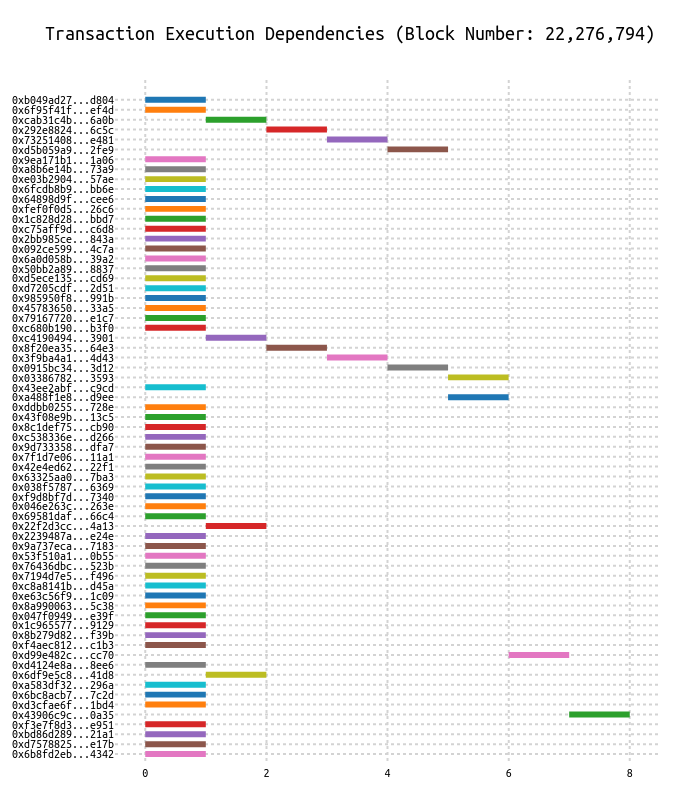 Transaction Execution Dependencies (Block Number: 22,276,794)
0xb049ad27...d804
0x6f95f41f...ef4d
0xcab31c4b...6a0b
0x292e8824...6c5c
0x73251408...e481
0xd5b059a9...2fe9
0x9ea171b1...1a06
0xa8b6e14b...73a9
0xe03b2904...57ae
0x6fcdb8b9...bb6e
0x64898d9f...cee6
0xfef0f0d5...26c6
0x1c828d28...bbd7
0xc75aff9d...c6d8
0x2bb985ce...843a
0x092ce599...4c7a
0x6a0d058b...39a2
0x50bb2a89...8837
0xd5ece135...cd69
0xd7205cdf...2d51
0x985950f8...991b
0x45783650...33a5
0x79167720...e1c7
0xc680b190...b3f0
0xc4190494...3901
0x8f20ea35...64e3
0x3f9ba4a1...4d43
0x0915bc34...3d12
0x03386782...3593
0x43ee2abf...c9cd
0xa488f1e8...d9ee
0xddbb0255...728e
0x43f08e9b...13c5
0x8c1def75...cb90
0xc538336e...d266
0x9d733358...dfa7
0x7f1d7e06...11a1
0x42e4ed62...22f1
0x63325aa0...7ba3
0x038f5787...6369
0xf9d8bf7d...7340
0x046e263c...263e
0x69581daf...66c4
0x22f2d3cc...4a13
0x2239487a...e24e
0x9a737eca...7183
0x53f510a1...0b55
0x76436dbc...523b
0x7194d7e5...f496
0xc8a8141b...d45a
0xe63c56f9...1c09
0x8a990063...5c38
0x047f0949...e39f
0x1c965577...9129
0x8b279d82...f39b
0xf4aec812...c1b3
0xd99e482c...cc70
0xd4124e8a...8ee6
0x6df9e5c8...41d8
0xa583df32...296a
0x6bc8acb7...7c2d
0xd3cfae6f...1bd4
0x43906c9c...0a35
0xf3e7f8d3...e951
0xbd86d289...21a1
0xd7578825...e17b
0x6b8fd2eb...4342
0 2 4 6 8